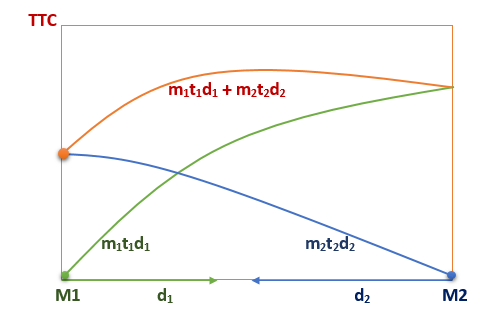 TTC
m₁t₁d₁ + m₂t₂d₂
m₁t₁d₁
m₂t₂d₂
M1
d₁
d₂
M2